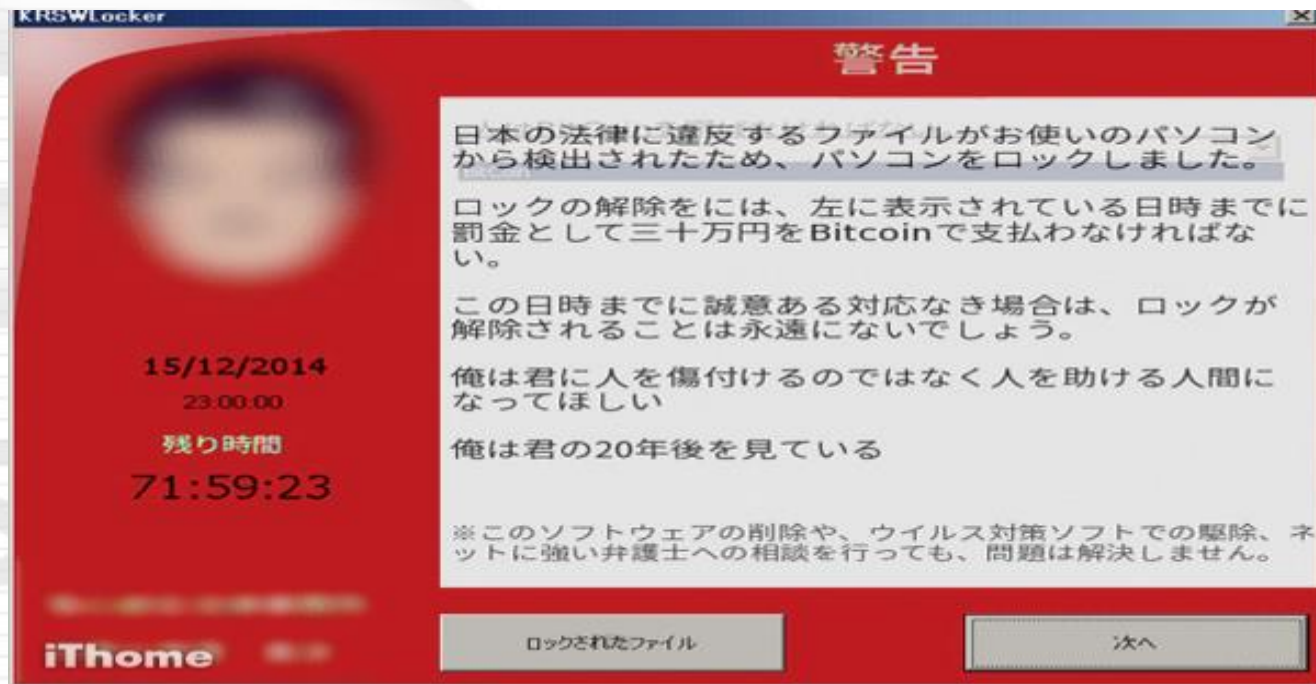 KRSWLocker
警告
日本の法律に違反するファイルがお使いのパソコン
から検出されたため、パソコンをロックしました。
ロックの解除をには、左に表示されている日時までに
罰金として三十万円をBitcoinで支払わなければな
い。
この日時までに誠意ある対応なき場合は、ロックが
解除されることは永遠にないでしょう。
俺は君に人を傷付けるのではなく人を助ける人間に
なってほしい
俺は君の20年後を見ている
※このソフトウェアの削除や、ウイルス対策ソフトでの駆除、ネ
ットに強い弁護士への相談を行っても、問題は解決しません。
15/12/2014
23:00:00
残り時間
71:59:23
iThome
ロックされたファイル
次へ